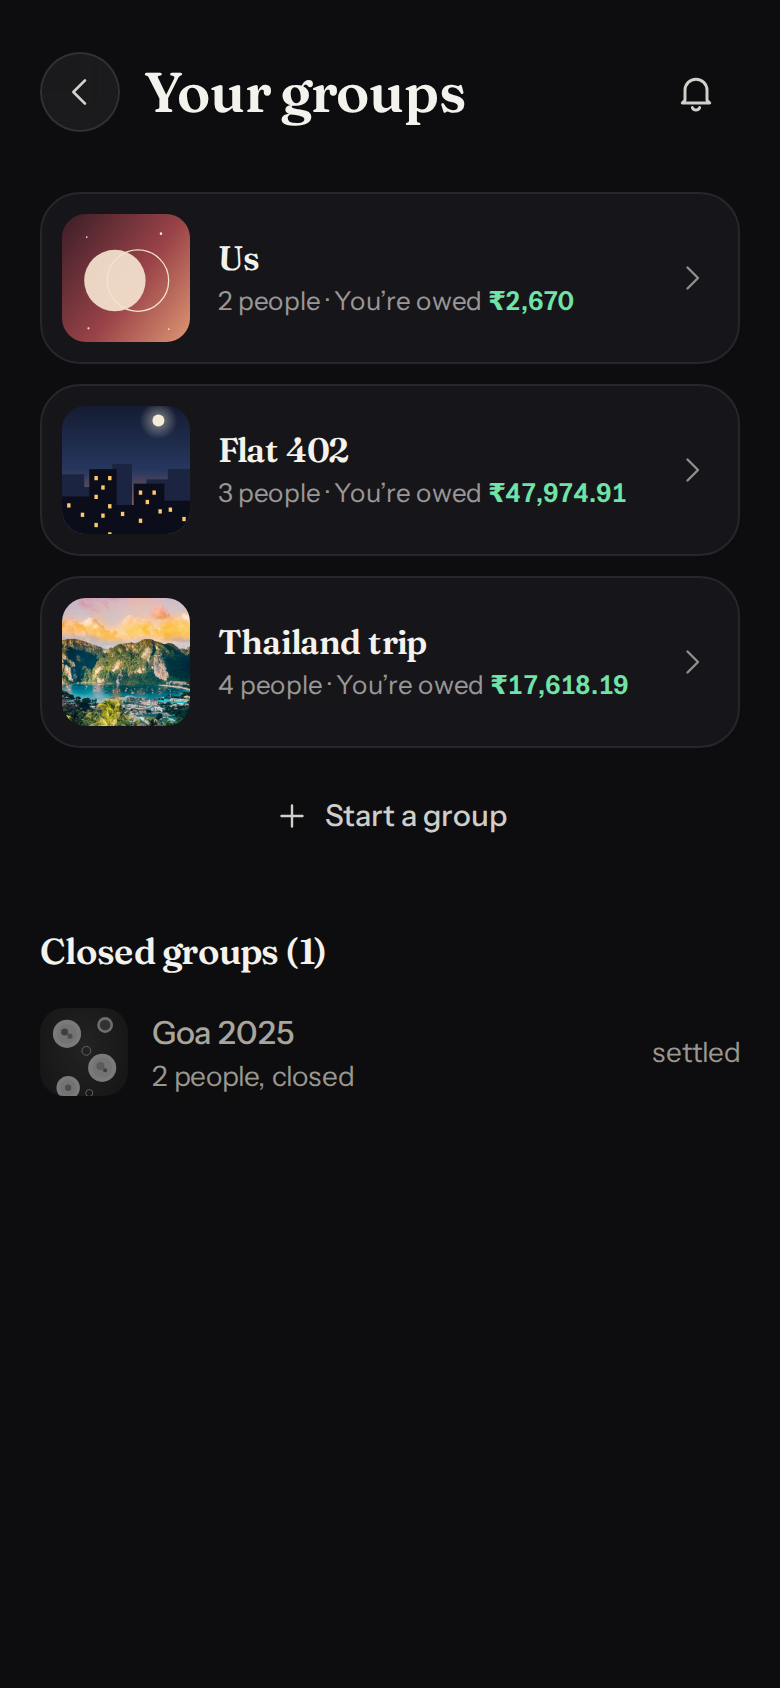 Your groups
Us
2 people · You’re owed ₹2,670
Flat 402
3 people · You’re owed ₹47,974.91
Thailand trip
4 people · You’re owed ₹17,618.19
+ Start a group
Closed groups (1)
Goa 2025
2 people, closed
settled